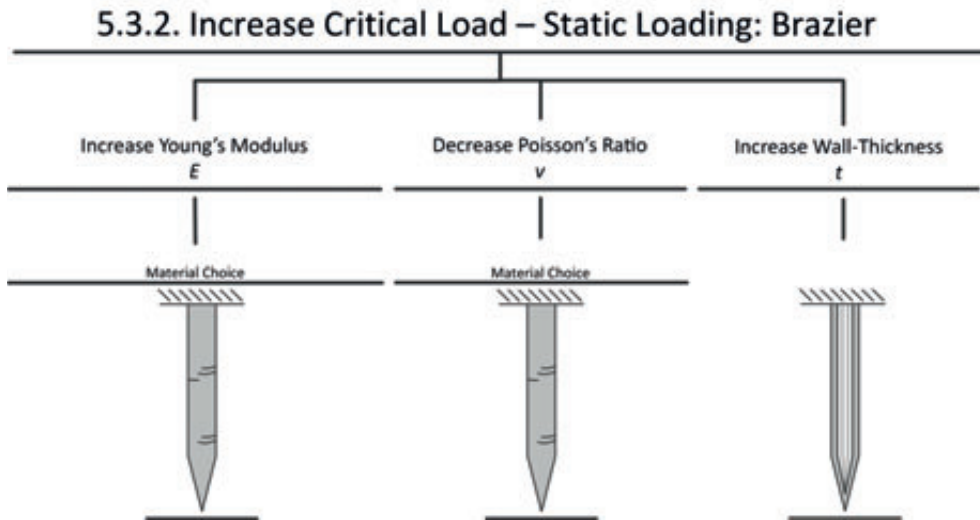 5.3.2. Increase Critical Load – Static Loading: Brazier
Increase Young's Modulus
E
Decrease Poisson's Ratio
v
Increase Wall-Thickness
t
Material Choice
Material Choice